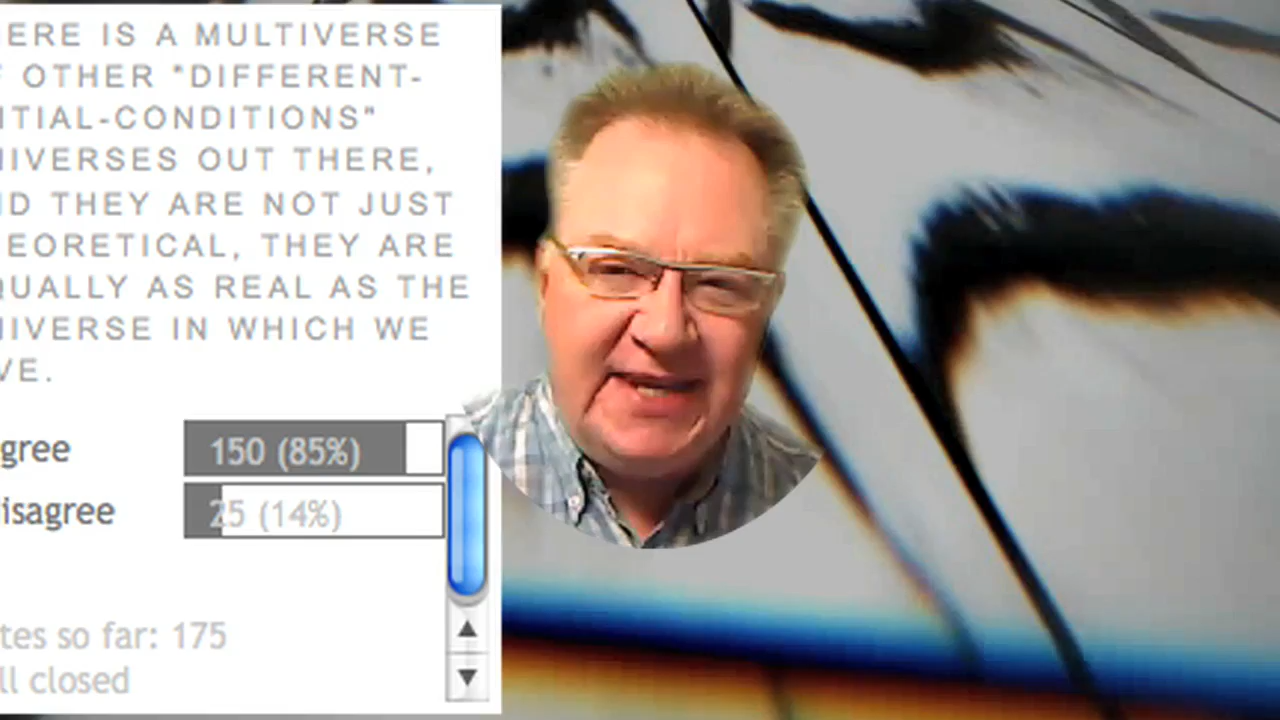 ERE IS A MULTIVERSE
OTHER "DIFFERENT-
ITIAL-CONDITIONS"
NIVERSES OUT THERE,
ND THEY ARE NOT JUST
EORETICAL, THEY ARE
QUALLY AS REAL AS THE
NIVERSE IN WHICH WE
VE.
gree 150 (85%)
isagree 25 (14%)
tes so far: 175
ll closed